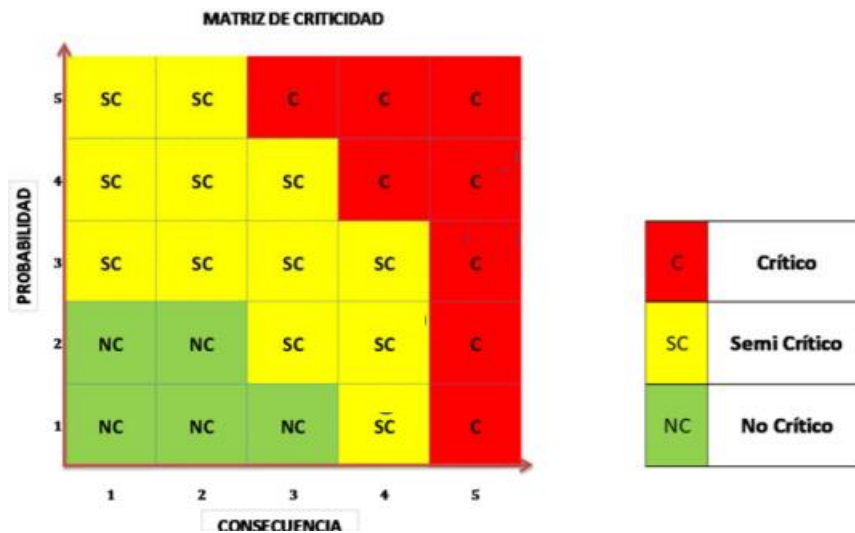 MATRIZ DE CRITICIDAD
5 SC SC C C C
4 SC SC SC C C
PROBABILIDAD
3 SC SC SC SC C
C Crítico
2 NC NC SC SC C
SC Semi Crítico
1 NC NC NC SC C
NC No Crítico
1 2 3 4 5
CONSECUENCIA